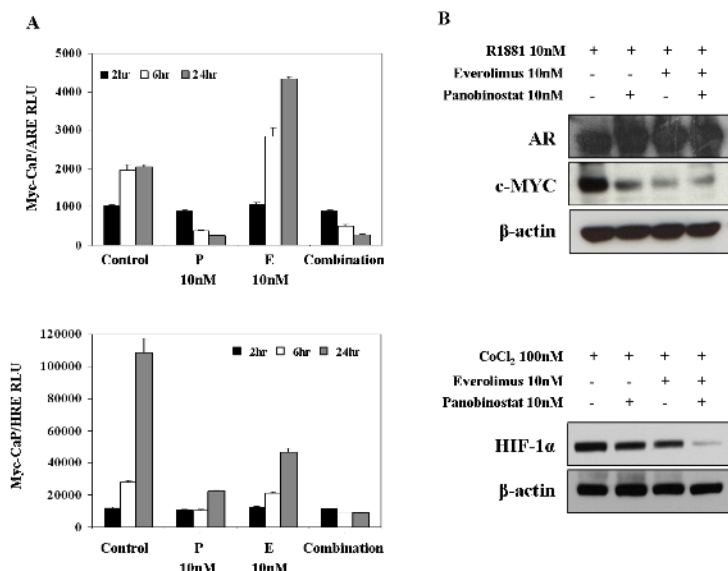 A
Myc-CaP/ARE RLU
5000
4000
3000
2000
1000
0
2hr 6hr 24hr
Control P E Combination
10nM 10nM
Myc-CaP/HRE RLU
120000
100000
80000
60000
40000
20000
0
2hr 6hr 24hr
Control P E Combination
10nM 10nM
B
R1881 10nM + + + +
Everolimus 10nM - - + +
Panobinostat 10nM - + - +
AR
c-MYC
β-actin
CoCl₂ 100nM + + + +
Everolimus 10nM - - + +
Panobinostat 10nM - + - +
HIF-1α
β-actin